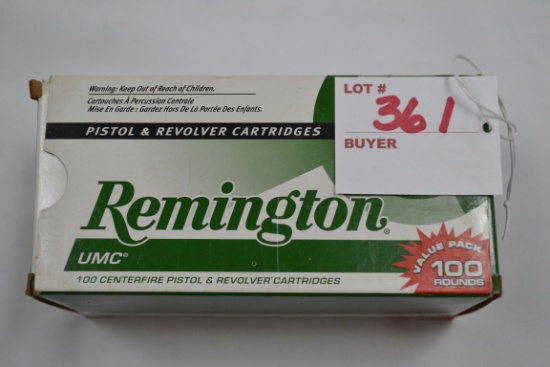 Warning: Keep Out of Reach of Children.
Cartouches À Percussion Centrale
Mise En Garde: Gardez Hors De La Portée Des Enfants.
PISTOL & REVOLVER CARTRIDGES
LOT #
361
BUYER
Remington®
UMC®
100 CENTERFIRE PISTOL & REVOLVER CARTRIDGES
VALUE PACK
100
ROUNDS